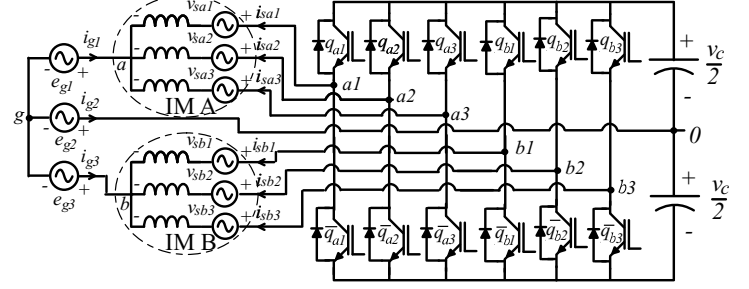 v_sa1 - + i_sa1
i_g1 v_sa2 + i_sa2 q_a1 q_a2 q_a3 q_b1 q_b2 q_b3 + v_c/2
- + a - v_sa3 + i_sa3 -
e_g1 - a1
IM A a2
g i_g2 a3 0
- +
e_g2 v_sb1 + i_sb1 b1
i_g3 - v_sb2 + i_sb2 b2
- + b - v_sb3 + i_sb3 b3 + v_c/2
e_g3 - q̅_a1 q̅_a2 q̅_a3 q̅_b1 q̅_b2 q̅_b3 -
IM B